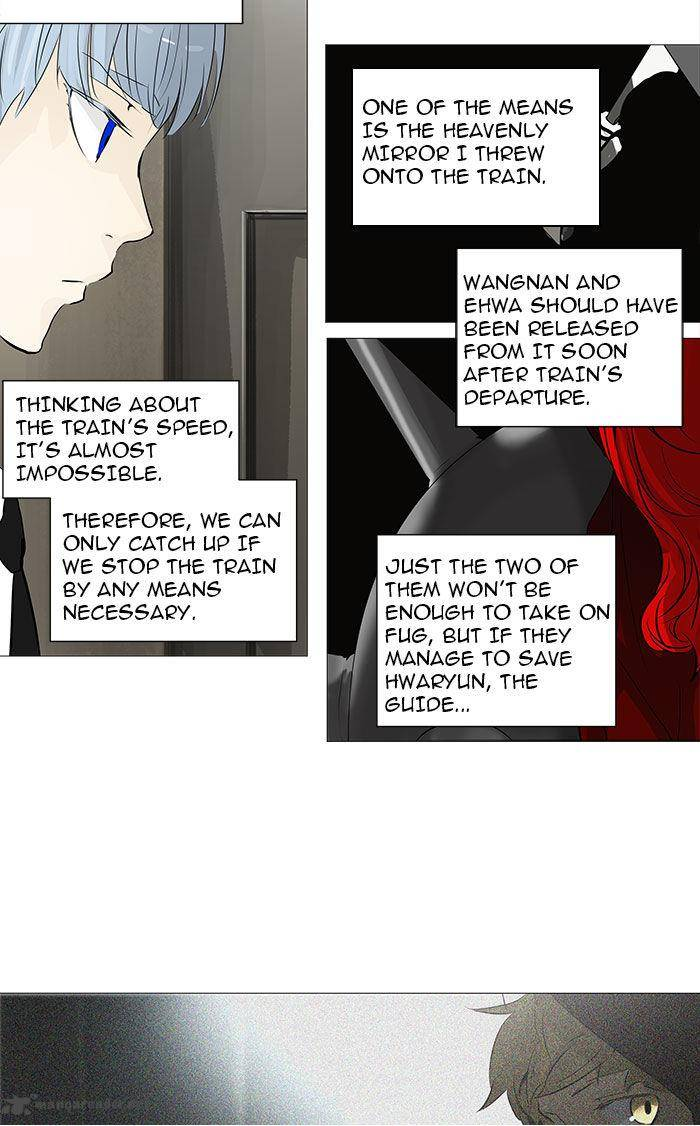 THINKING ABOUT
THE TRAIN'S SPEED,
IT'S ALMOST
IMPOSSIBLE.
THEREFORE, WE CAN
ONLY CATCH UP IF
WE STOP THE TRAIN
BY ANY MEANS
NECESSARY.
ONE OF THE MEANS
IS THE HEAVENLY
MIRROR I THREW
ONTO THE TRAIN.
WANGNAN AND
EHWA SHOULD HAVE
BEEN RELEASED
FROM IT SOON
AFTER TRAIN'S
DEPARTURE.
JUST THE TWO OF
THEM WON'T BE
ENOUGH TO TAKE ON
FUG, BUT IF THEY
MANAGE TO SAVE
HWARYUN, THE
GUIDE...